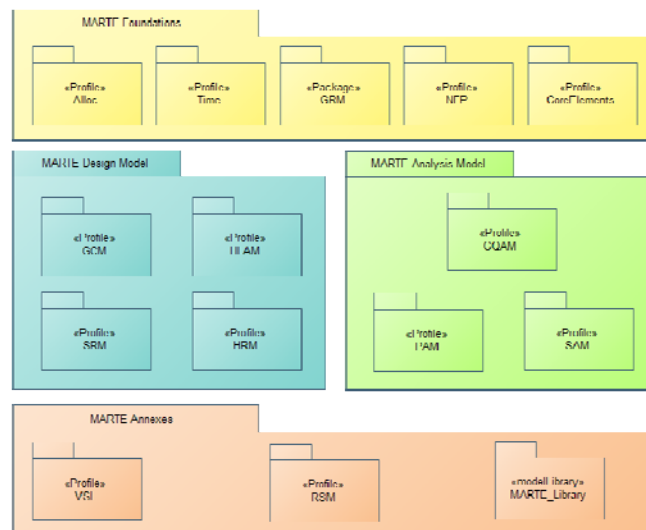 MARTE Foundations
«Profile»
Alloc
«Profile»
Time
«Package»
GRM
«Profile»
NFP
«Profile»
CoreElements
MARTE Design Model
«Profile»
GCM
«Profile»
HLAM
«Profile»
SRM
«Profile»
HRM
MARTE Analysis Model
«Profile»
GQAM
«Profile»
PAM
«Profile»
SAM
MARTE Annexes
«Profile»
VSL
«Profile»
RSM
«modelLibrary»
MARTE_Library